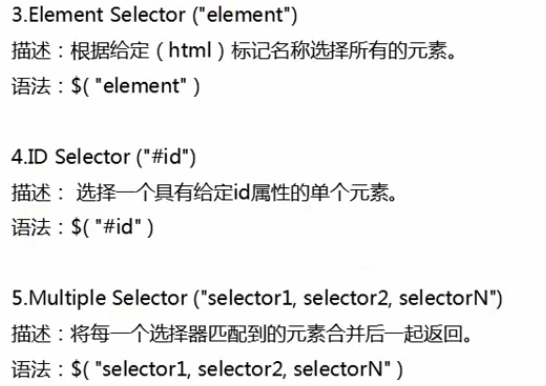 3.Element Selector ("element")
描述：根据给定（html）标记名称选择所有的元素。
语法：$( "element" )
4.ID Selector ("#id")
描述： 选择一个具有给定id属性的单个元素。
语法：$( "#id" )
5.Multiple Selector ("selector1, selector2, selectorN")
描述：将每一个选择器匹配到的元素合并后一起返回。
语法：$( "selector1, selector2, selectorN" )